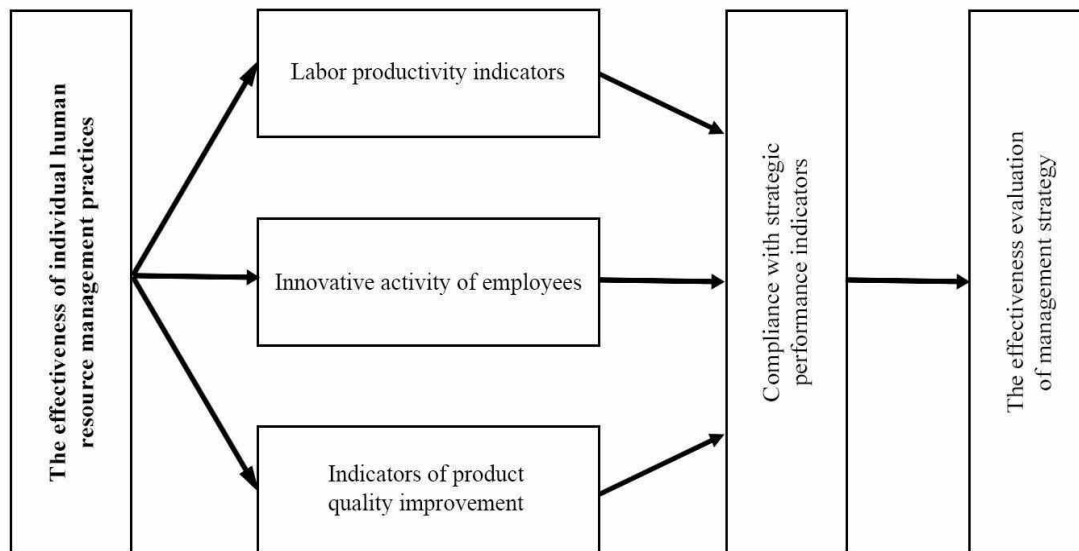 The effectiveness of individual human
resource management practices
Labor productivity indicators
Innovative activity of employees
Indicators of product
quality improvement
Compliance with strategic
performance indicators
The effectiveness evaluation
of management strategy